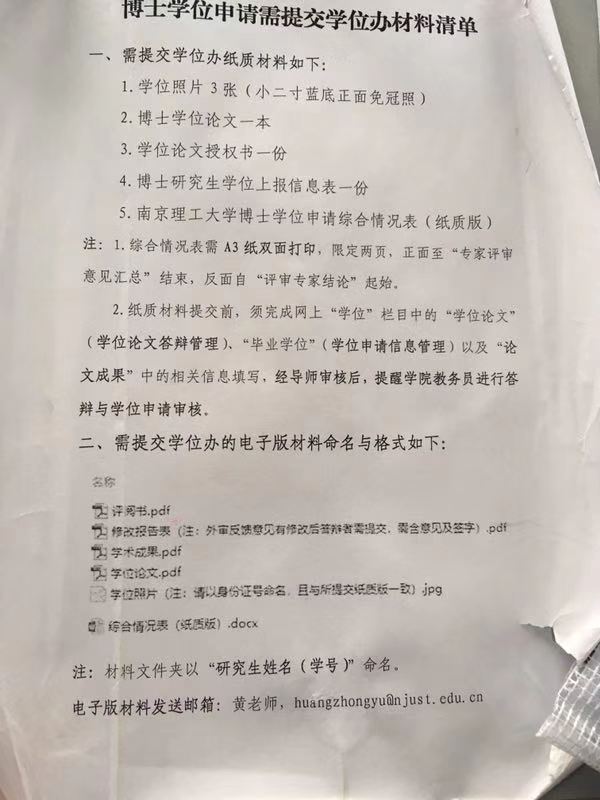 博士学位申请需提交学位办材料清单
一、需提交学位办纸质材料如下：
1.学位照片 3 张（小二寸蓝底正面免冠照）
2.博士学位论文一本
3.学位论文授权书一份
4.博士研究生学位上报信息表一份
5.南京理工大学博士学位申请综合情况表（纸质版）
注：1.综合情况表需 A3 纸双面打印，限定两页，正面至“专家评审
意见汇总”结束，反面自“评审专家结论”起始。
2.纸质材料提交前，须完成网上“学位”栏目中的“学位论文”
（学位论文答辩管理）、“毕业学位”（学位申请信息管理）以及“论
文成果”中的相关信息填写，经导师审核后，提醒学院教务员进行答
辩与学位申请审核。
二、需提交学位办的电子版材料命名与格式如下：
名称
评阅书.pdf
修改报告表（注：外审反馈意见有修改后答辩者需提交，需含意见及签字）.pdf
学术成果.pdf
学位论文.pdf
学位照片（注：请以身份证号命名，且与所提交纸质版一致）.jpg
综合情况表（纸质版）.docx
注：材料文件夹以“研究生姓名（学号）”命名。
电子版材料发送邮箱：黄老师，huangzhongyu@njust.edu.cn